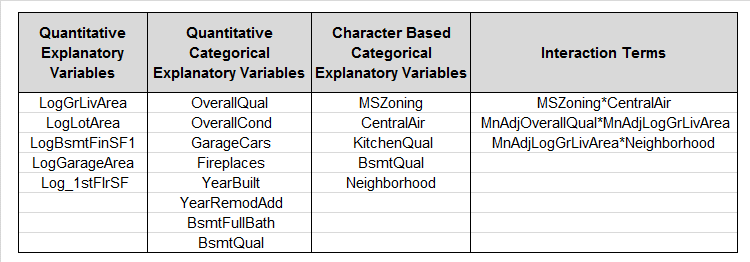 Quantitative Explanatory Variables
Quantitative Categorical Explanatory Variables
Character Based Categorical Explanatory Variables
Interaction Terms
LogGrLivArea OverallQual MSZoning MSZoning*CentralAir
LogLotArea OverallCond CentralAir MnAdjOverallQual*MnAdjLogGrLivArea
LogBsmtFinSF1 GarageCars KitchenQual MnAdjLogGrLivArea*Neighborhood
LogGarageArea Fireplaces BsmtQual
Log_1stFlrSF YearBuilt Neighborhood
YearRemodAdd
BsmtFullBath
BsmtQual